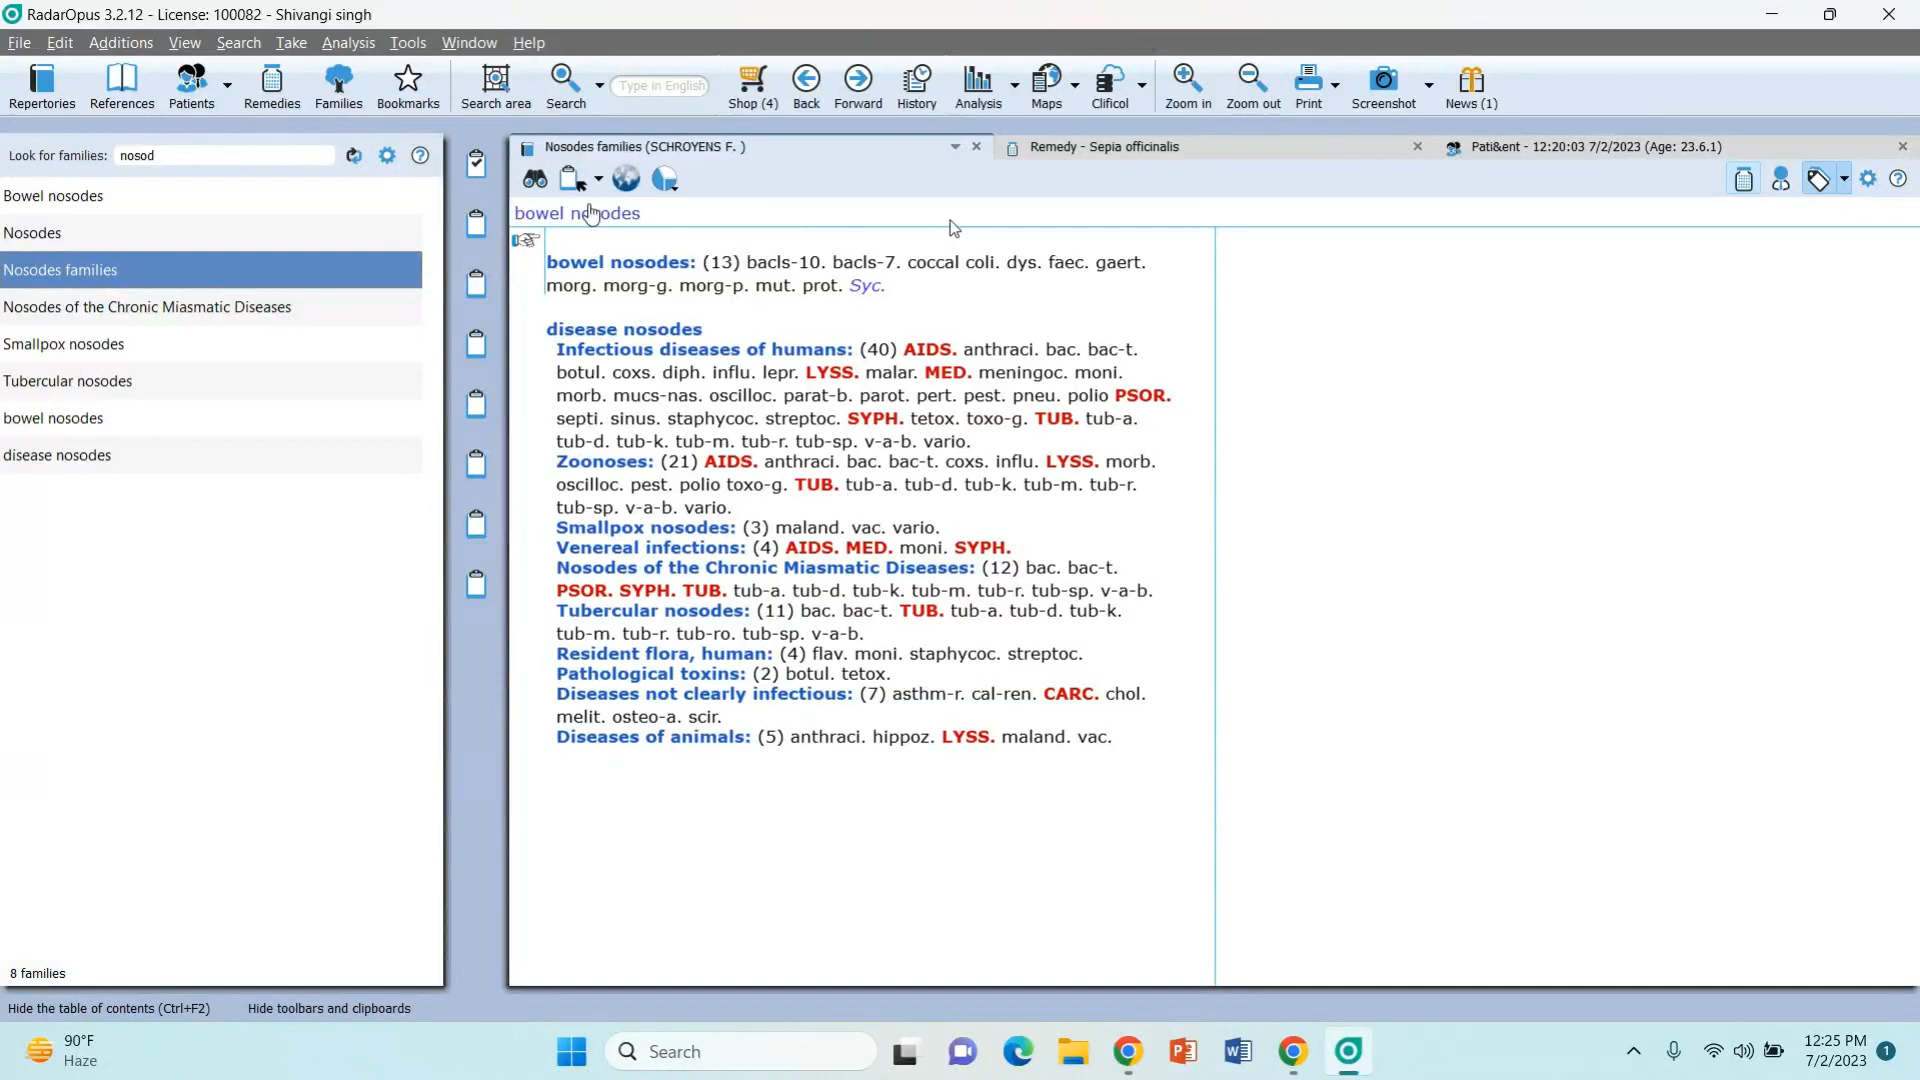 RadarOpus 3.2.12 - License: 100082 - Shivangi singh
File Edit Additions View Search Take Analysis Tools Window Help
Repertories References Patients Remedies Families Bookmarks Search area Search Type in English Shop (4) Back Forward History Analysis Maps Clificol Zoom in Zoom out Print Screenshot News (1)
Look for families: nosod
Bowel nosodes
Nosodes
Nosodes families
Nosodes of the Chronic Miasmatic Diseases
Smallpox nosodes
Tubercular nosodes
bowel nosodes
disease nosodes
8 families
Nosodes families (SCHROYENS F. ) Remedy - Sepia officinalis Pati&ent - 12:20:03 7/2/2023 (Age: 23.6.1)
bowel nosodes
bowel nosodes: (13) bacls-10. bacls-7. coccal coli. dys. faec. gaert.
morg. morg-g. morg-p. mut. prot. Syc.
disease nosodes
Infectious diseases of humans: (40) AIDS. anthraci. bac. bac-t.
botul. coxs. diph. influ. lepr. LYSS. malar. MED. meningoc. moni.
morb. mucs-nas. oscilloc. parat-b. parot. pert. pest. pneu. polio PSOR.
septi. sinus. staphycoc. streptoc. SYPH. tetox. toxo-g. TUB. tub-a.
tub-d. tub-k. tub-m. tub-r. tub-sp. v-a-b. vario.
Zoonoses: (21) AIDS. anthraci. bac. bac-t. coxs. influ. LYSS. morb.
oscilloc. pest. polio toxo-g. TUB. tub-a. tub-d. tub-k. tub-m. tub-r.
tub-sp. v-a-b. vario.
Smallpox nosodes: (3) maland. vac. vario.
Venereal infections: (4) AIDS. MED. moni. SYPH.
Nosodes of the Chronic Miasmatic Diseases: (12) bac. bac-t.
PSOR. SYPH. TUB. tub-a. tub-d. tub-k. tub-m. tub-r. tub-sp. v-a-b.
Tubercular nosodes: (11) bac. bac-t. TUB. tub-a. tub-d. tub-k.
tub-m. tub-r. tub-ro. tub-sp. v-a-b.
Resident flora, human: (4) flav. moni. staphycoc. streptoc.
Pathological toxins: (2) botul. tetox.
Diseases not clearly infectious: (7) asthm-r. cal-ren. CARC. chol.
melit. osteo-a. scir.
Diseases of animals: (5) anthraci. hippoz. LYSS. maland. vac.
Hide the table of contents (Ctrl+F2) Hide toolbars and clipboards
90°F
Haze
Search
12:25 PM
7/2/2023
1